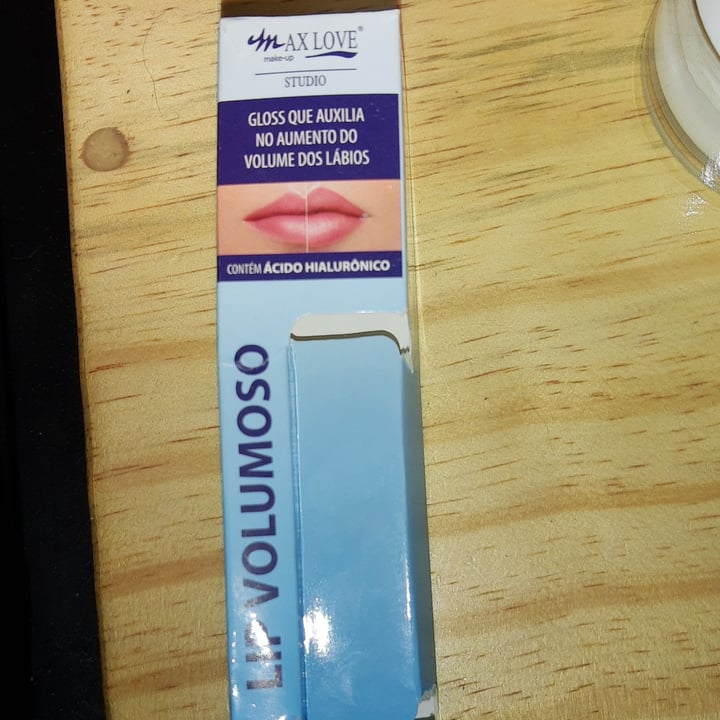 MAX LOVE®
make-up
STUDIO
GLOSS QUE AUXILIA
NO AUMENTO DO
VOLUME DOS LÁBIOS
CONTÉM ÁCIDO HIALURÔNICO
LIP VOLUMOSO